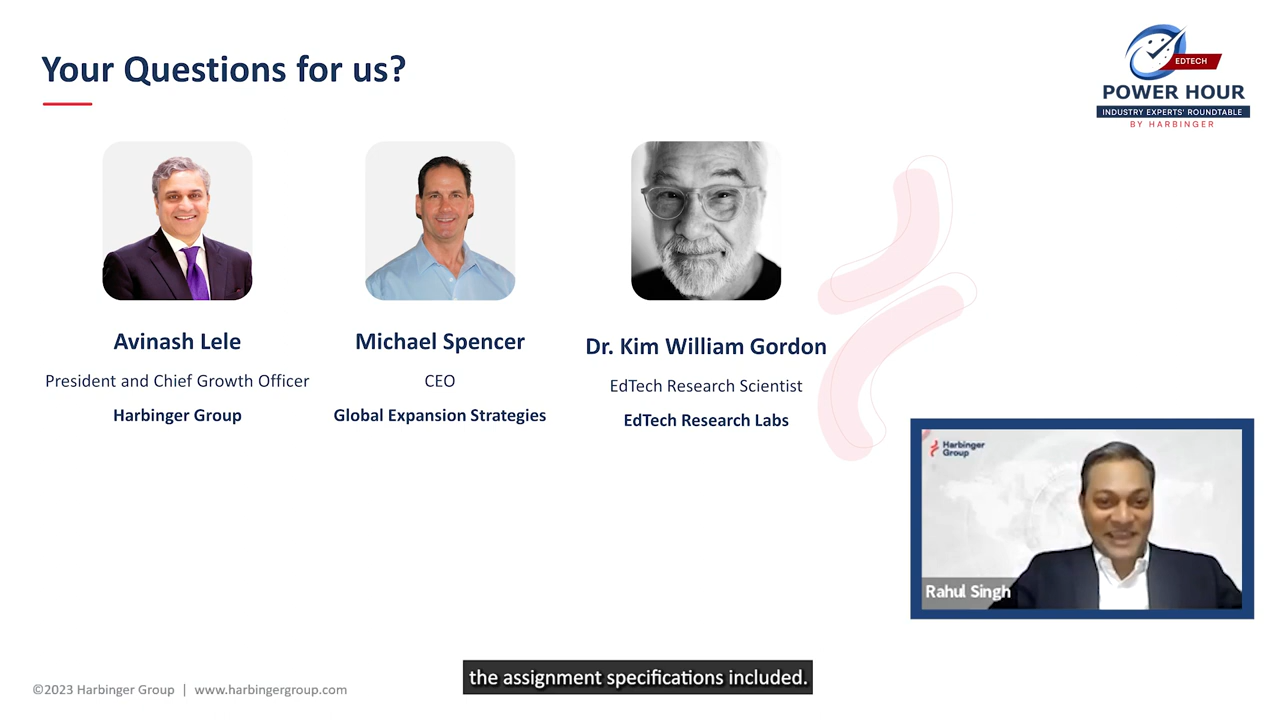 Your Questions for us?
EDTECH
POWER HOUR
INDUSTRY EXPERTS' ROUNDTABLE
BY HARBINGER
Avinash Lele
President and Chief Growth Officer
Harbinger Group
Michael Spencer
CEO
Global Expansion Strategies
Dr. Kim William Gordon
EdTech Research Scientist
EdTech Research Labs
Harbinger
Group
Rahul Singh
the assignment specifications included.
©2023 Harbinger Group | www.harbingergroup.com